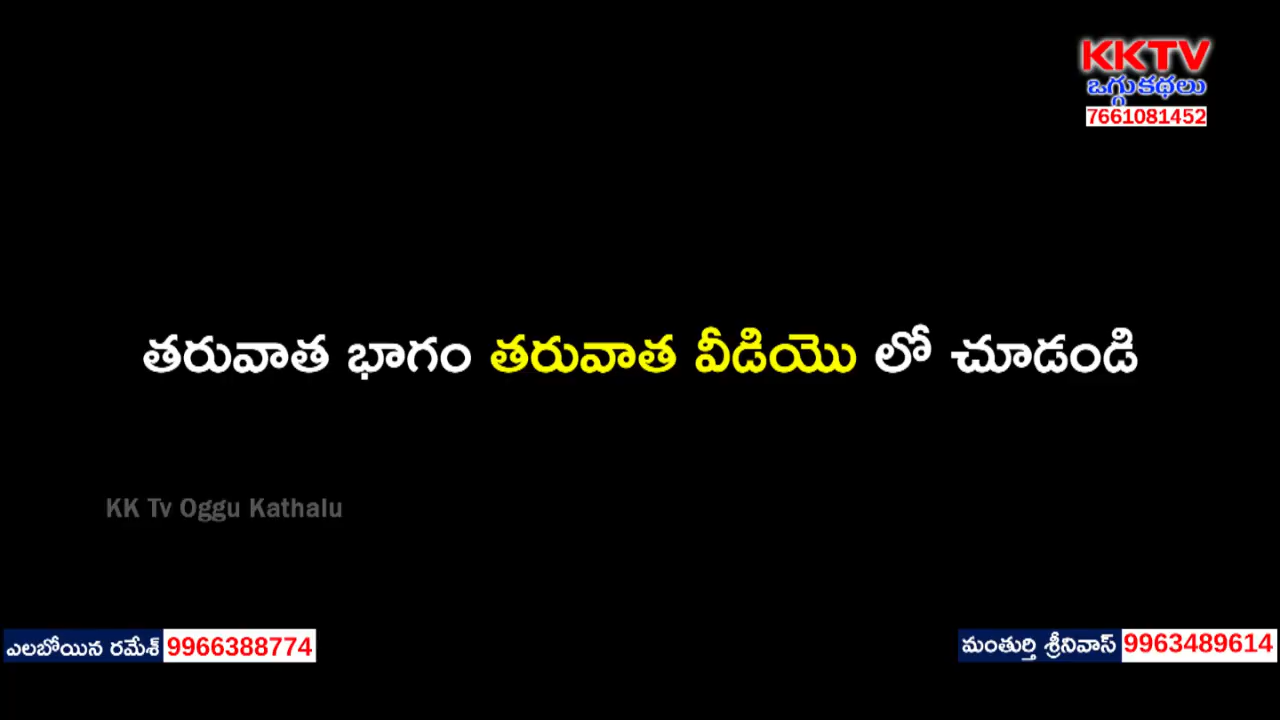 KKTV
ఒగ్గుకథలు
7661081452
తరువాత భాగం తరువాత వీడియొ లో చూడండి
KK Tv Oggu Kathalu
ఎలబోయిన రమేశ్ 9966388774
మంతుర్తి శ్రీనివాస్ 9963489614